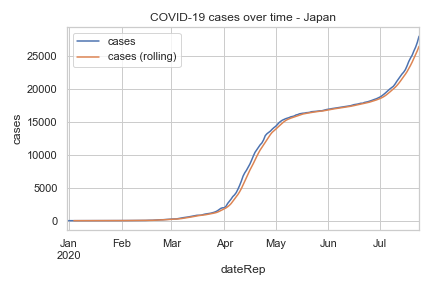 COVID-19 cases over time - Japan
cases
cases (rolling)
25000
20000
15000
10000
5000
0
cases
Jan Feb Mar Apr May Jun Jul
2020
dateRep